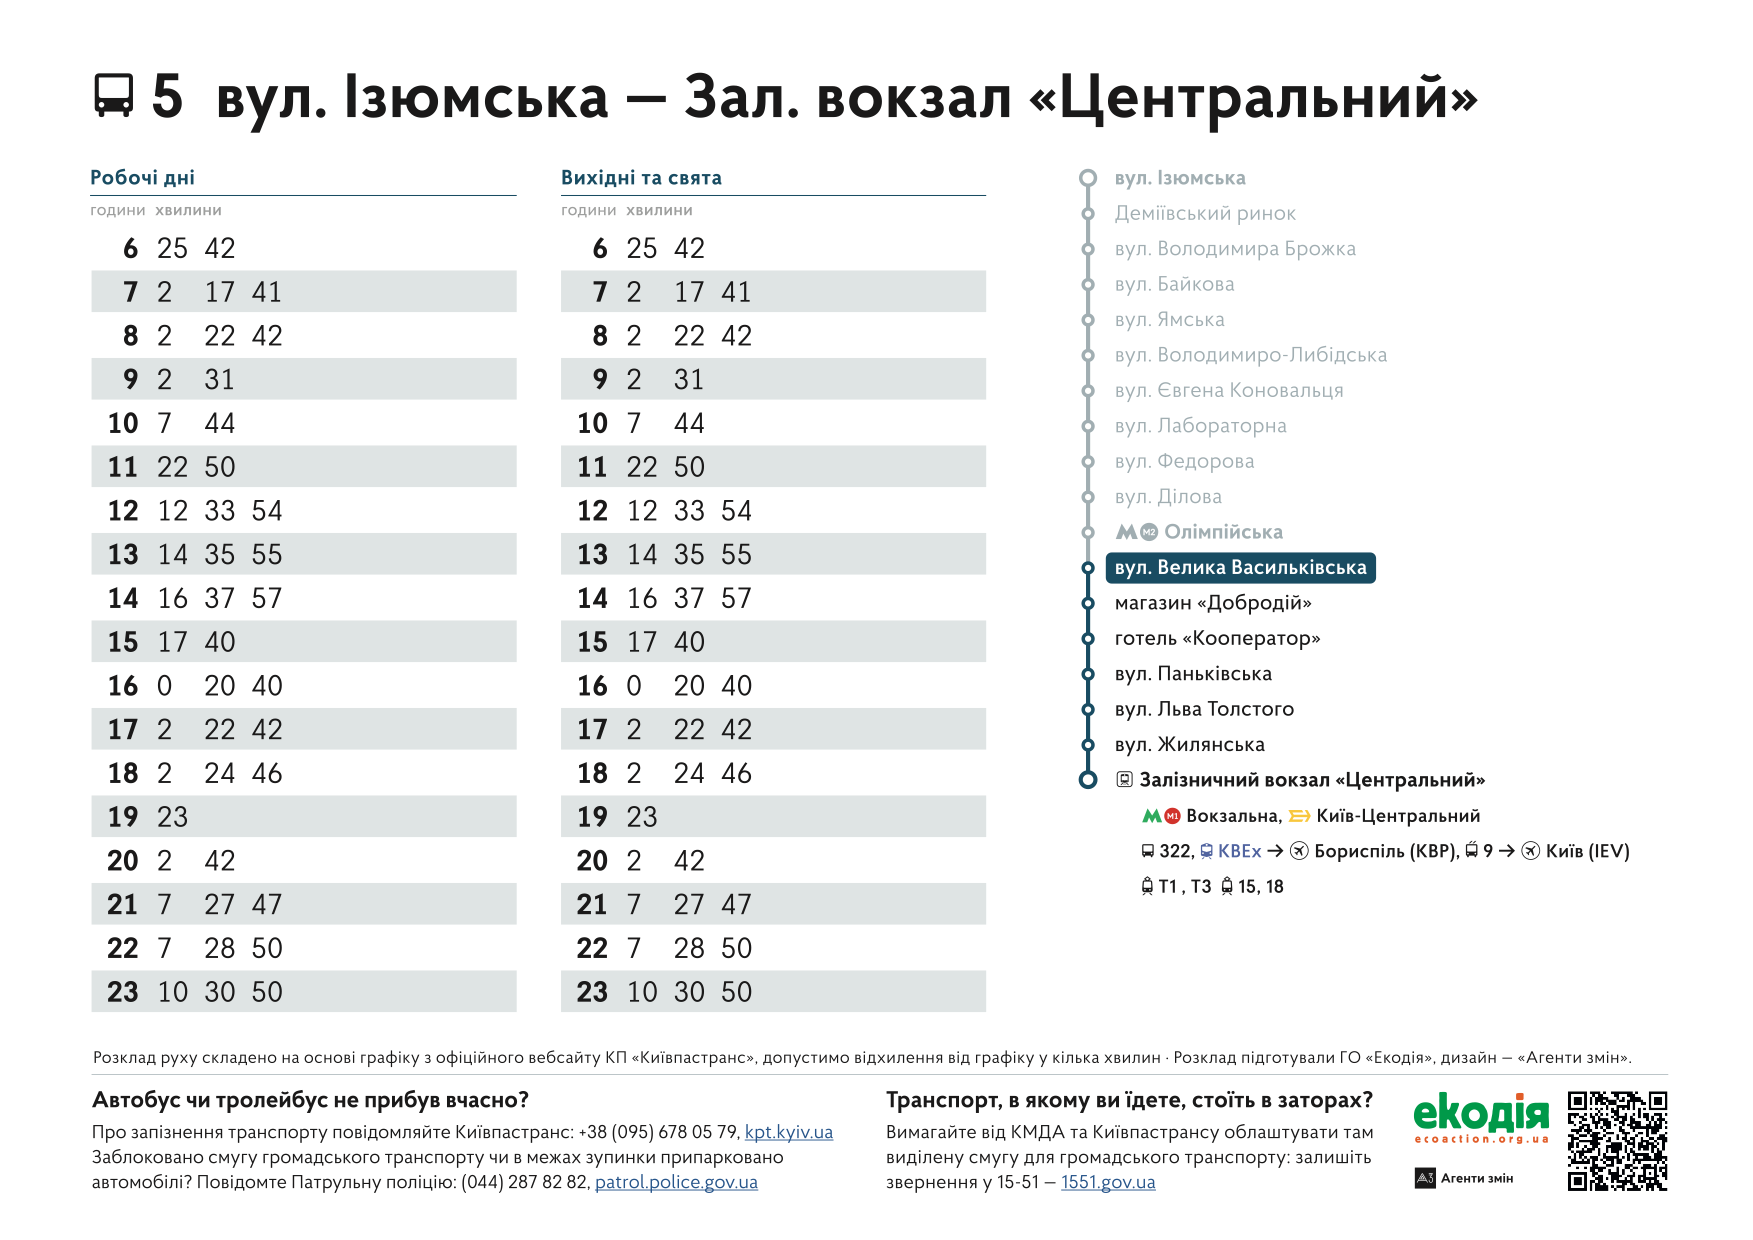 5 вул. Ізюмська — Зал. вокзал «Центральний»
Робочі дні
години хвилини
6 25 42
7 2 17 41
8 2 22 42
9 2 31
10 7 44
11 22 50
12 12 33 54
13 14 35 55
14 16 37 57
15 17 40
16 0 20 40
17 2 22 42
18 2 24 46
19 23
20 2 42
21 7 27 47
22 7 28 50
23 10 30 50
Вихідні та свята
години хвилини
6 25 42
7 2 17 41
8 2 22 42
9 2 31
10 7 44
11 22 50
12 12 33 54
13 14 35 55
14 16 37 57
15 17 40
16 0 20 40
17 2 22 42
18 2 24 46
19 23
20 2 42
21 7 27 47
22 7 28 50
23 10 30 50
вул. Ізюмська
Деміївський ринок
вул. Володимира Брожка
вул. Байкова
вул. Ямська
вул. Володимиро-Либідська
вул. Євгена Коновальця
вул. Лабораторна
вул. Федорова
вул. Ділова
М M2 Олімпійська
вул. Велика Васильківська
магазин «Добродій»
готель «Кооператор»
вул. Паньківська
вул. Льва Толстого
вул. Жилянська
Залізничний вокзал «Центральний»
М M1 Вокзальна, Київ-Центральний
322, KBEx → Бориспіль (KBP), 9 → Київ (IEV)
Т1 , Т3 15, 18
Розклад руху складено на основі графіку з офіційного вебсайту КП «Київпастранс», допустимо відхилення від графіку у кілька хвилин · Розклад підготували ГО «Екодія», дизайн — «Агенти змін».
Автобус чи тролейбус не прибув вчасно?
Про запізнення транспорту повідомляйте Київпастранс: +38 (095) 678 05 79, kpt.kyiv.ua
Заблоковано смугу громадського транспорту чи в межах зупинки припарковано
автомобілі? Повідомте Патрульну поліцію: (044) 287 82 82, patrol.police.gov.ua
Транспорт, в якому ви їдете, стоїть в заторах?
Вимагайте від КМДА та Київпастрансу облаштувати там
виділену смугу для громадського транспорту: залишіть
звернення у 15-51 — 1551.gov.ua
екодія
ecoaction.org.ua
АЗ Агенти змін